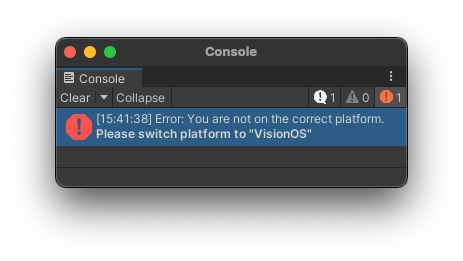 Console
Console
Clear Collapse 1 0 1
[15:41:38] Error: You are not on the correct platform.
Please switch platform to "VisionOS"